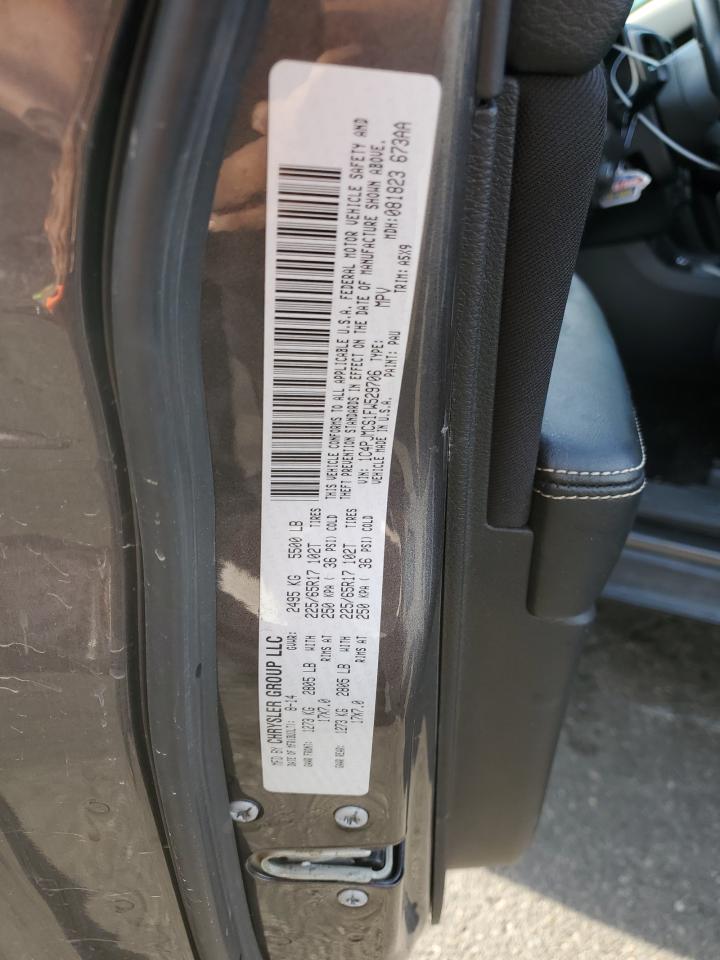 MFD BY CHRYSLER GROUP LLC
DATE OF MFR(BUILT): 8-14 GVWR: 2495 KG 5500 LB
GAWR FRONT: 1273 KG 2805 LB WITH 225/65R17 102T TIRES
17X7.0 RIMS AT 250 KPA ( 36 PSI) COLD
GAWR REAR: 1273 KG 2805 LB WITH 225/65R17 102T TIRES
17X7.0 RIMS AT 250 KPA ( 36 PSI) COLD
THIS VEHICLE CONFORMS TO ALL APPLICABLE U.S.A. FEDERAL MOTOR VEHICLE SAFETY AND
THEFT PREVENTION STANDARDS IN EFFECT ON THE DATE OF MANUFACTURE SHOWN ABOVE.
VIN: 1C4PJMCS1FW529706 TYPE: MPV MDH:081823 673AA
VEHICLE MADE IN U.S.A. PAINT: PAU TRIM: A5X9